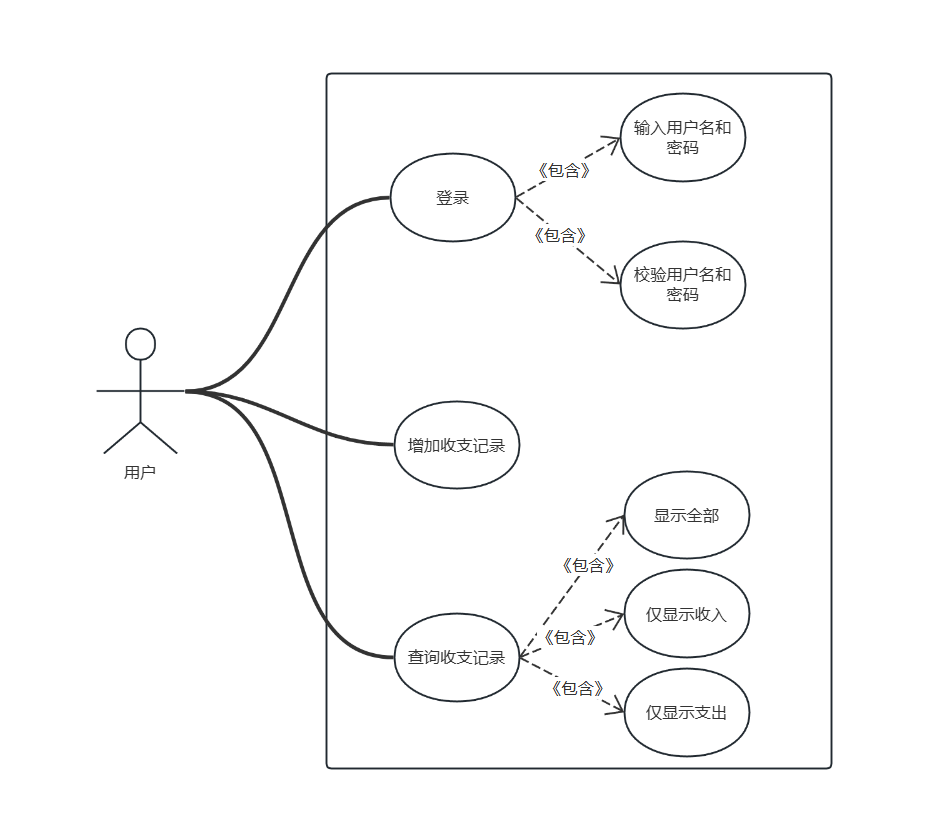 输入用户名和
密码
《包含》
登录
《包含》
校验用户名和
密码
用户
增加收支记录
显示全部
《包含》
仅显示收入
《包含》
查询收支记录
《包含》
仅显示支出